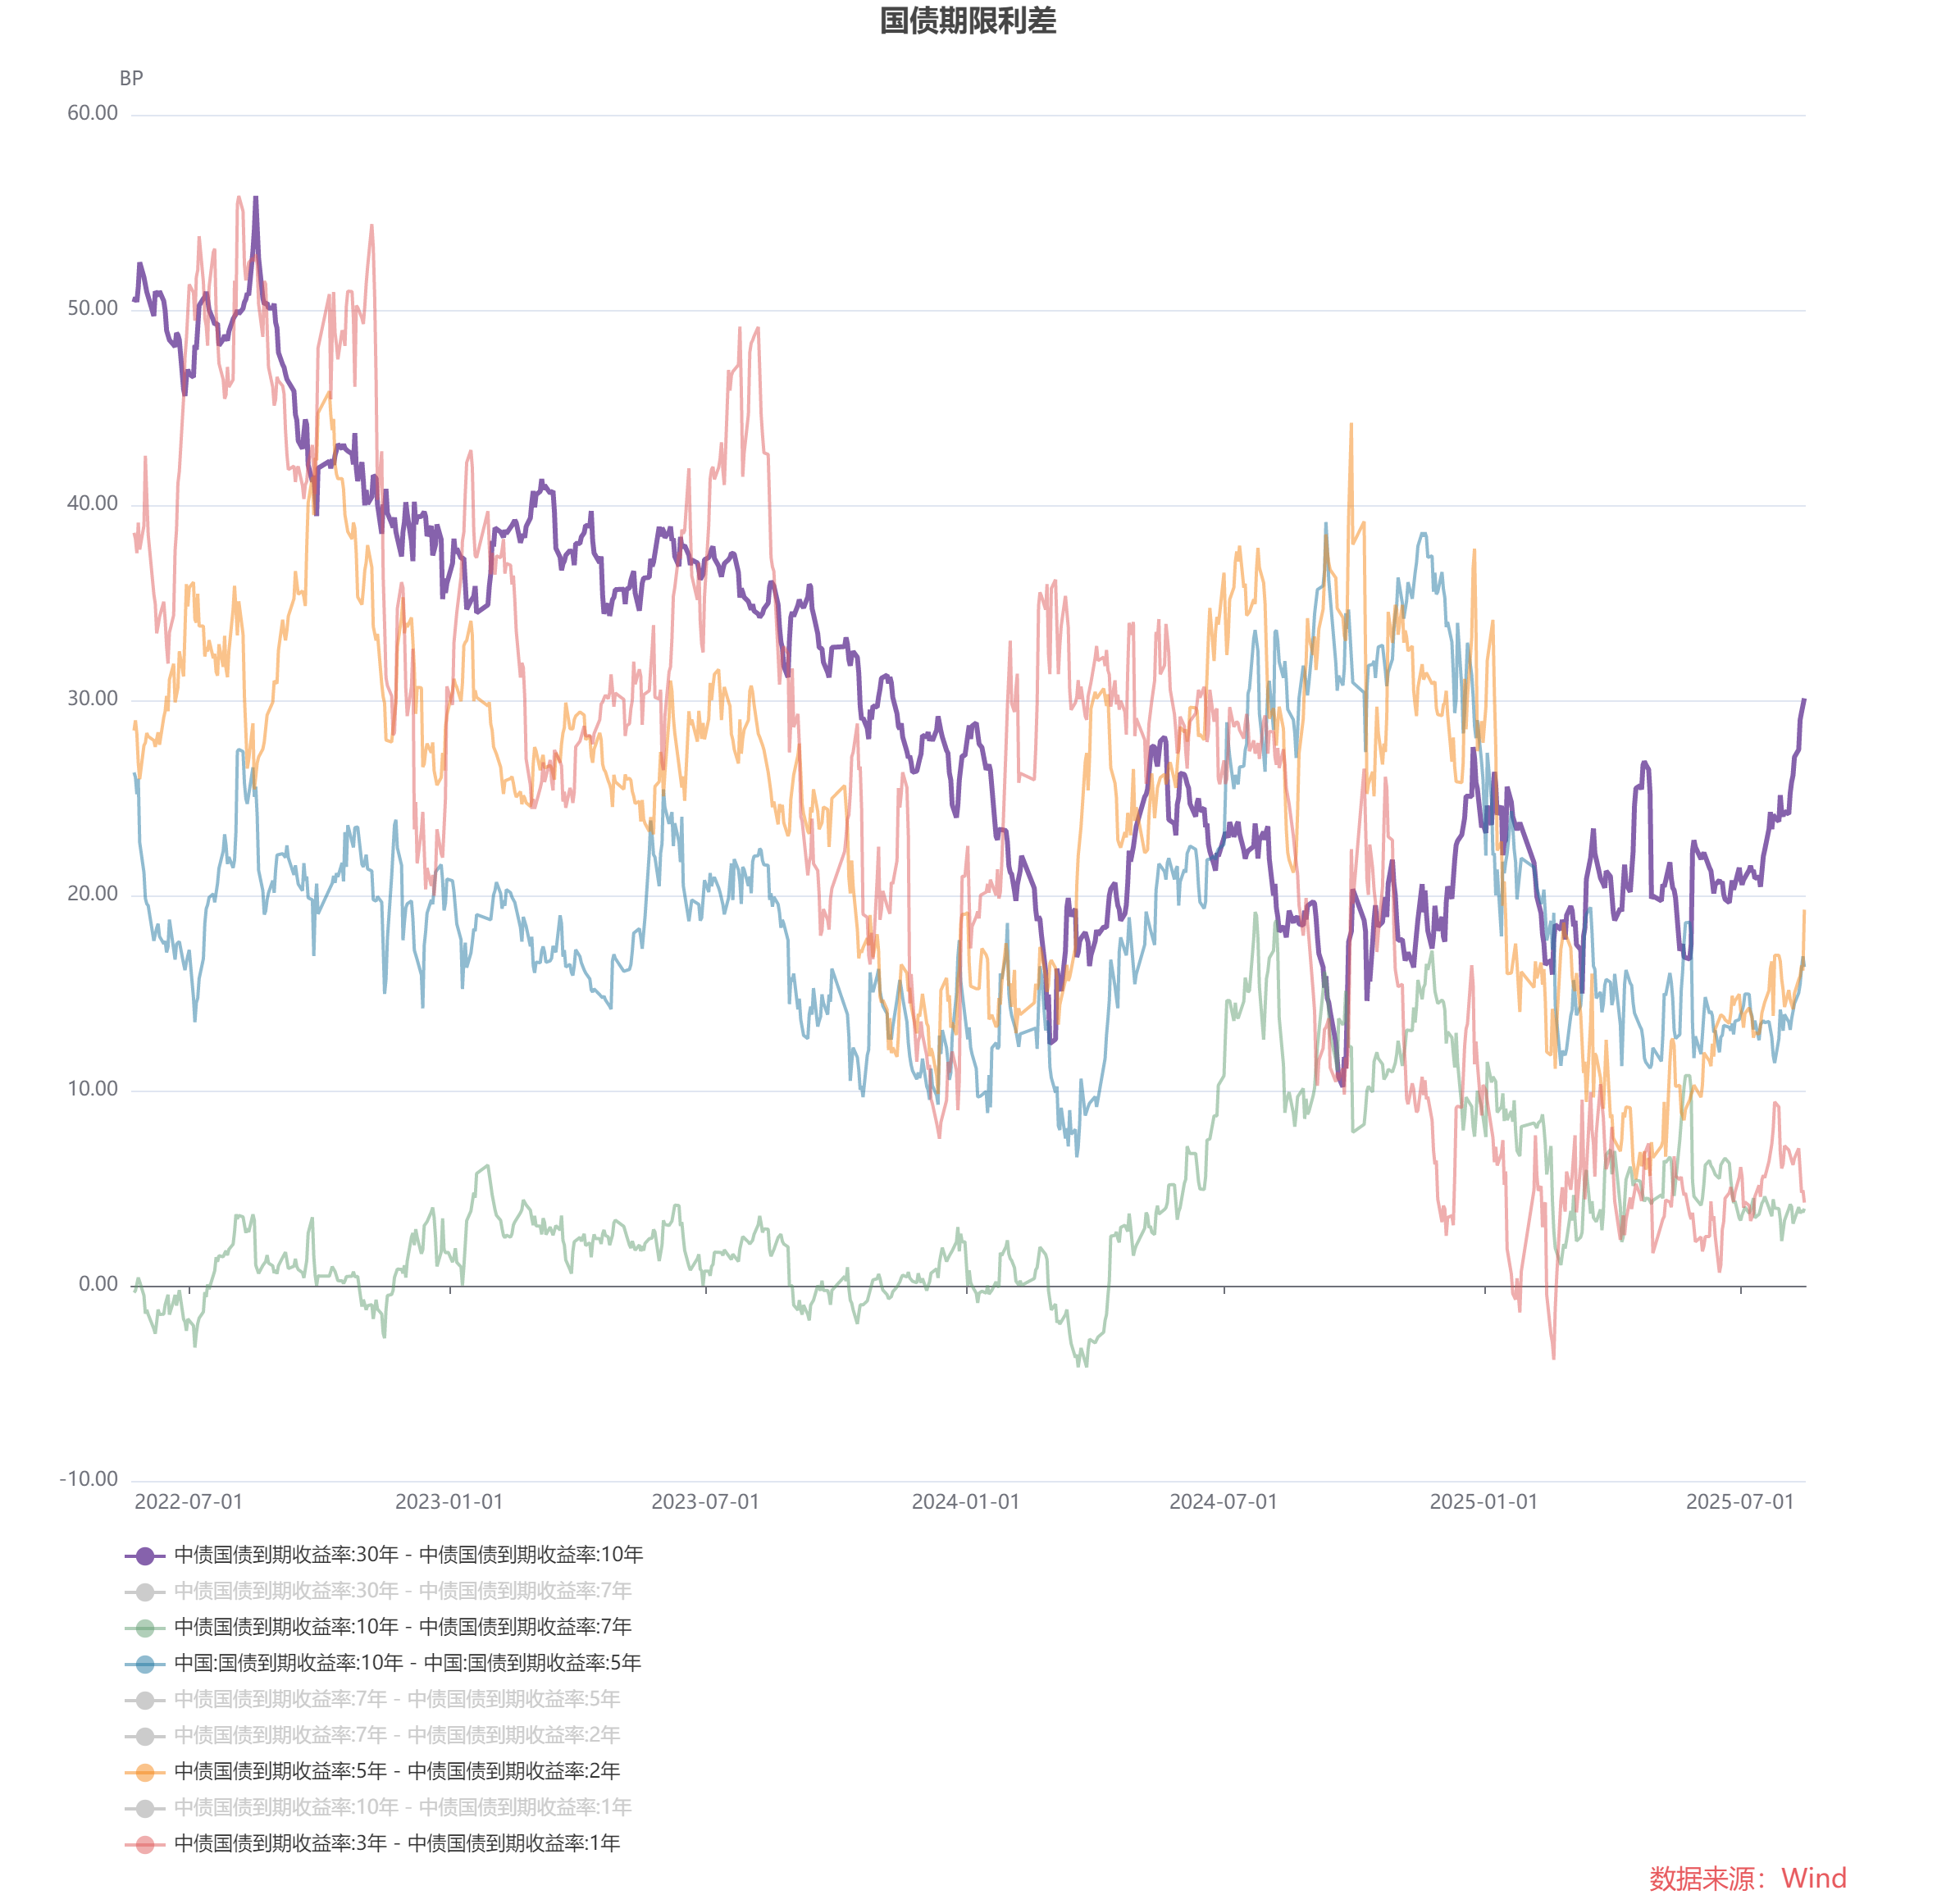 国债期限利差
BP
60.00
50.00
40.00
30.00
20.00
10.00
0.00
-10.00
2022-07-01 2023-01-01 2023-07-01 2024-01-01 2024-07-01 2025-01-01 2025-07-01
中债国债到期收益率:30年 - 中债国债到期收益率:10年
中债国债到期收益率:30年 - 中债国债到期收益率:7年
中债国债到期收益率:10年 - 中债国债到期收益率:7年
中国:国债到期收益率:10年 - 中国:国债到期收益率:5年
中债国债到期收益率:7年 - 中债国债到期收益率:5年
中债国债到期收益率:7年 - 中债国债到期收益率:2年
中债国债到期收益率:5年 - 中债国债到期收益率:2年
中债国债到期收益率:10年 - 中债国债到期收益率:1年
中债国债到期收益率:3年 - 中债国债到期收益率:1年
数据来源：Wind